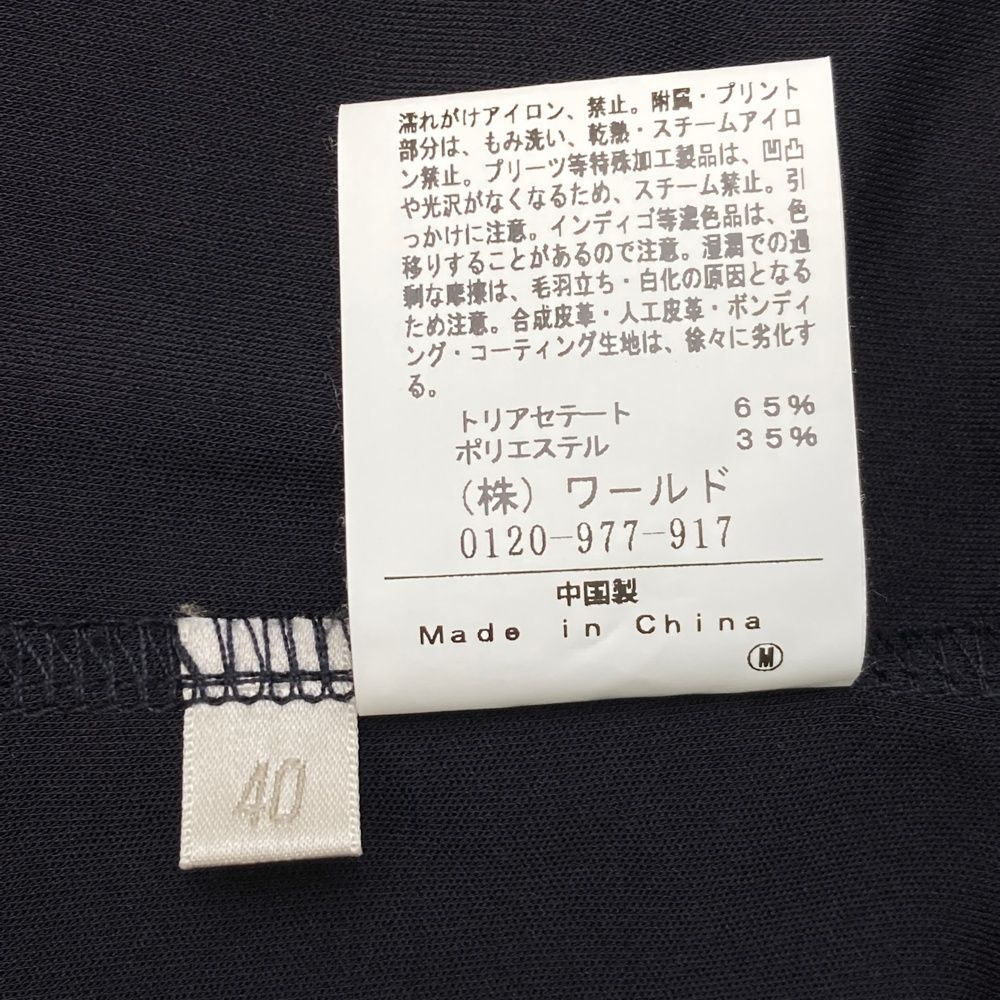 濡れがけアイロン、禁止。附属・プリント
部分は、もみ洗い、乾熱・スチームアイロ
ン禁止。プリーツ等特殊加工製品は、凹凸
や光沢がなくなるため、スチーム禁止。引
っかけに注意。インディゴ等濃色品は、色
移りすることがあるので注意。湿潤での過
剰な摩擦は、毛羽立ち・白化の原因となる
ため注意。合成皮革・人工皮革・ボンディ
ング・コーティング生地は、徐々に劣化す
る。
トリアセテート 65%
ポリエステル 35%
(株) ワールド
0120-977-917
中国製
Made in China
M
40